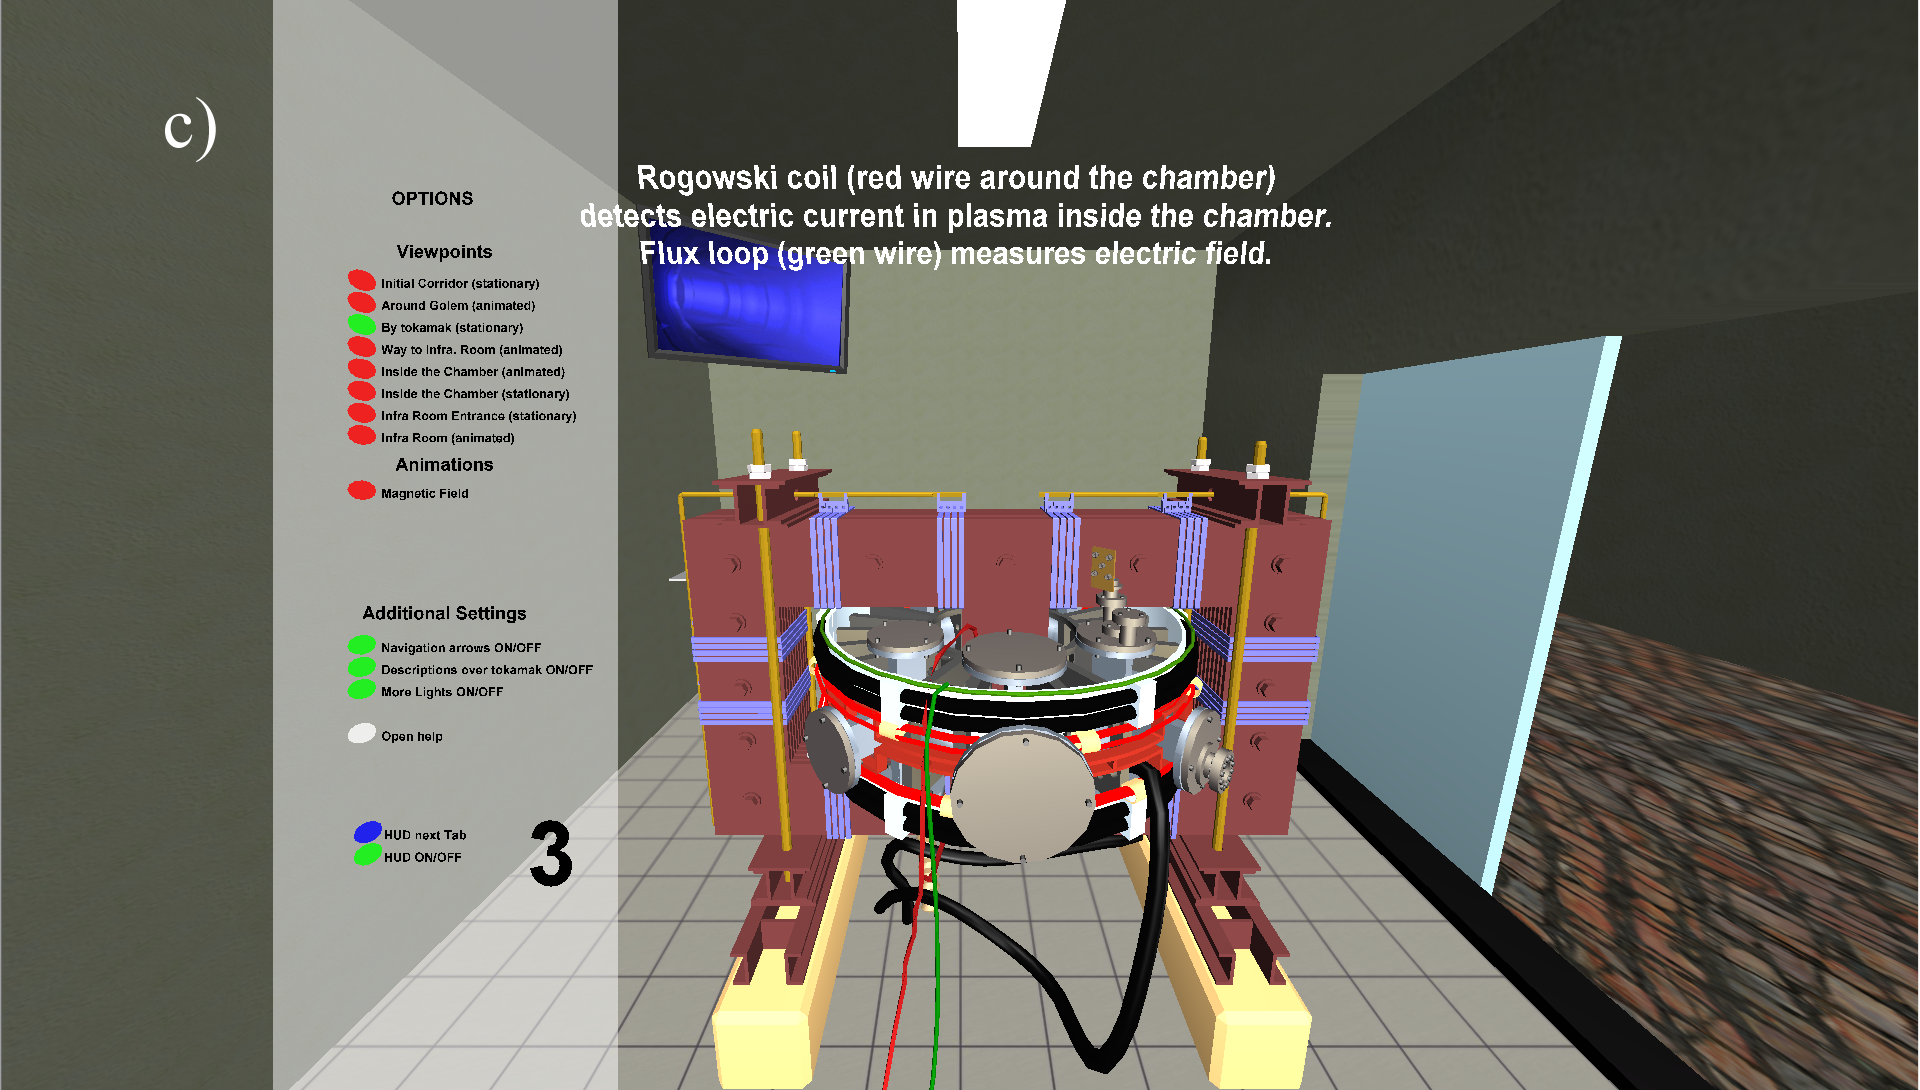 c)
Rogowski coil (red wire around the chamber)
detects electric current in plasma inside the chamber.
Flux loop (green wire) measures electric field.
OPTIONS
Viewpoints
Initial Corridor (stationary)
Around Golem (animated)
By tokamak (stationary)
Way to Infra. Room (animated)
Inside the Chamber (animated)
Inside the Chamber (stationary)
Infra Room Entrance (stationary)
Infra Room (animated)
Animations
Magnetic Field
Additional Settings
Navigation arrows ON/OFF
Descriptions over tokamak ON/OFF
More Lights ON/OFF
Open help
HUD next Tab
HUD ON/OFF
3